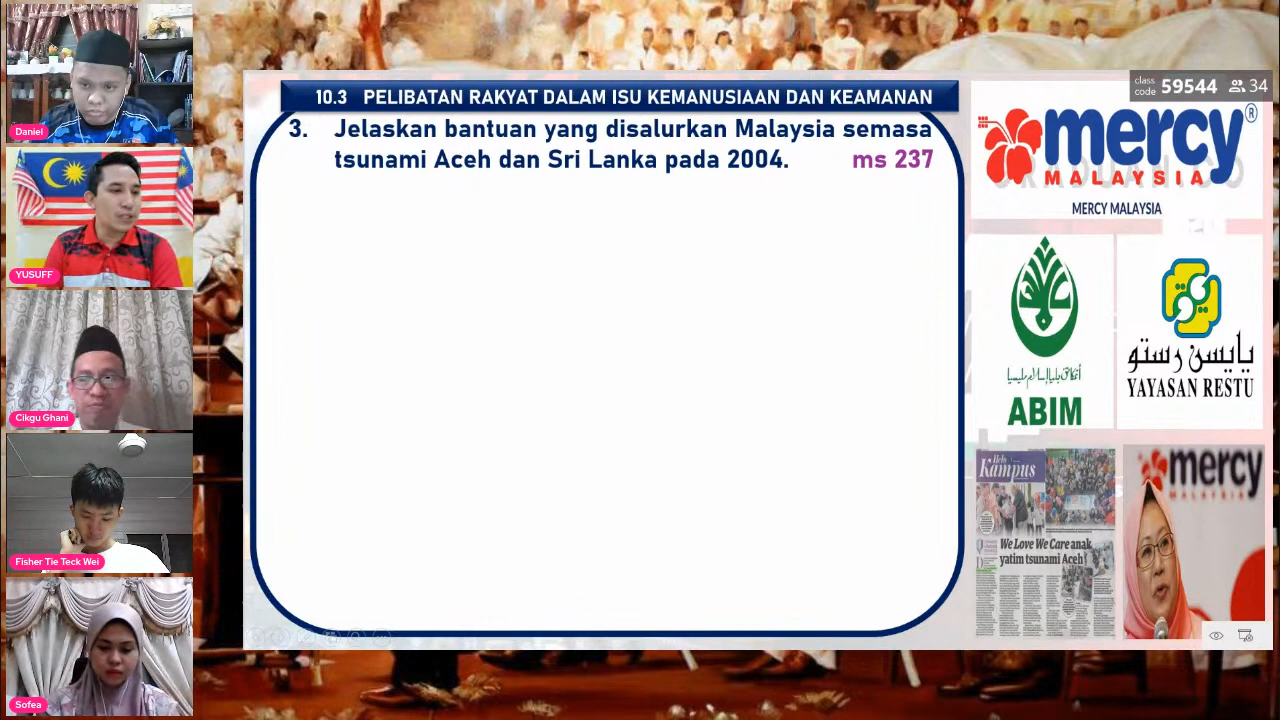 Daniel
YUSUFF
Cikgu Ghani
Fisher Tie Teck Wei
Sofea
10.3 PELIBATAN RAKYAT DALAM ISU KEMANUSIAAN DAN KEAMANAN
3. Jelaskan bantuan yang disalurkan Malaysia semasa
tsunami Aceh dan Sri Lanka pada 2004. ms 237
class
code 59544 34
mercy®
MALAYSIA
MERCY MALAYSIA
ABIM
يايسن رستو
YAYASAN RESTU
Kampus
We Love We Care anak
yatim tsunami Aceh
mercy
MALAYSIA